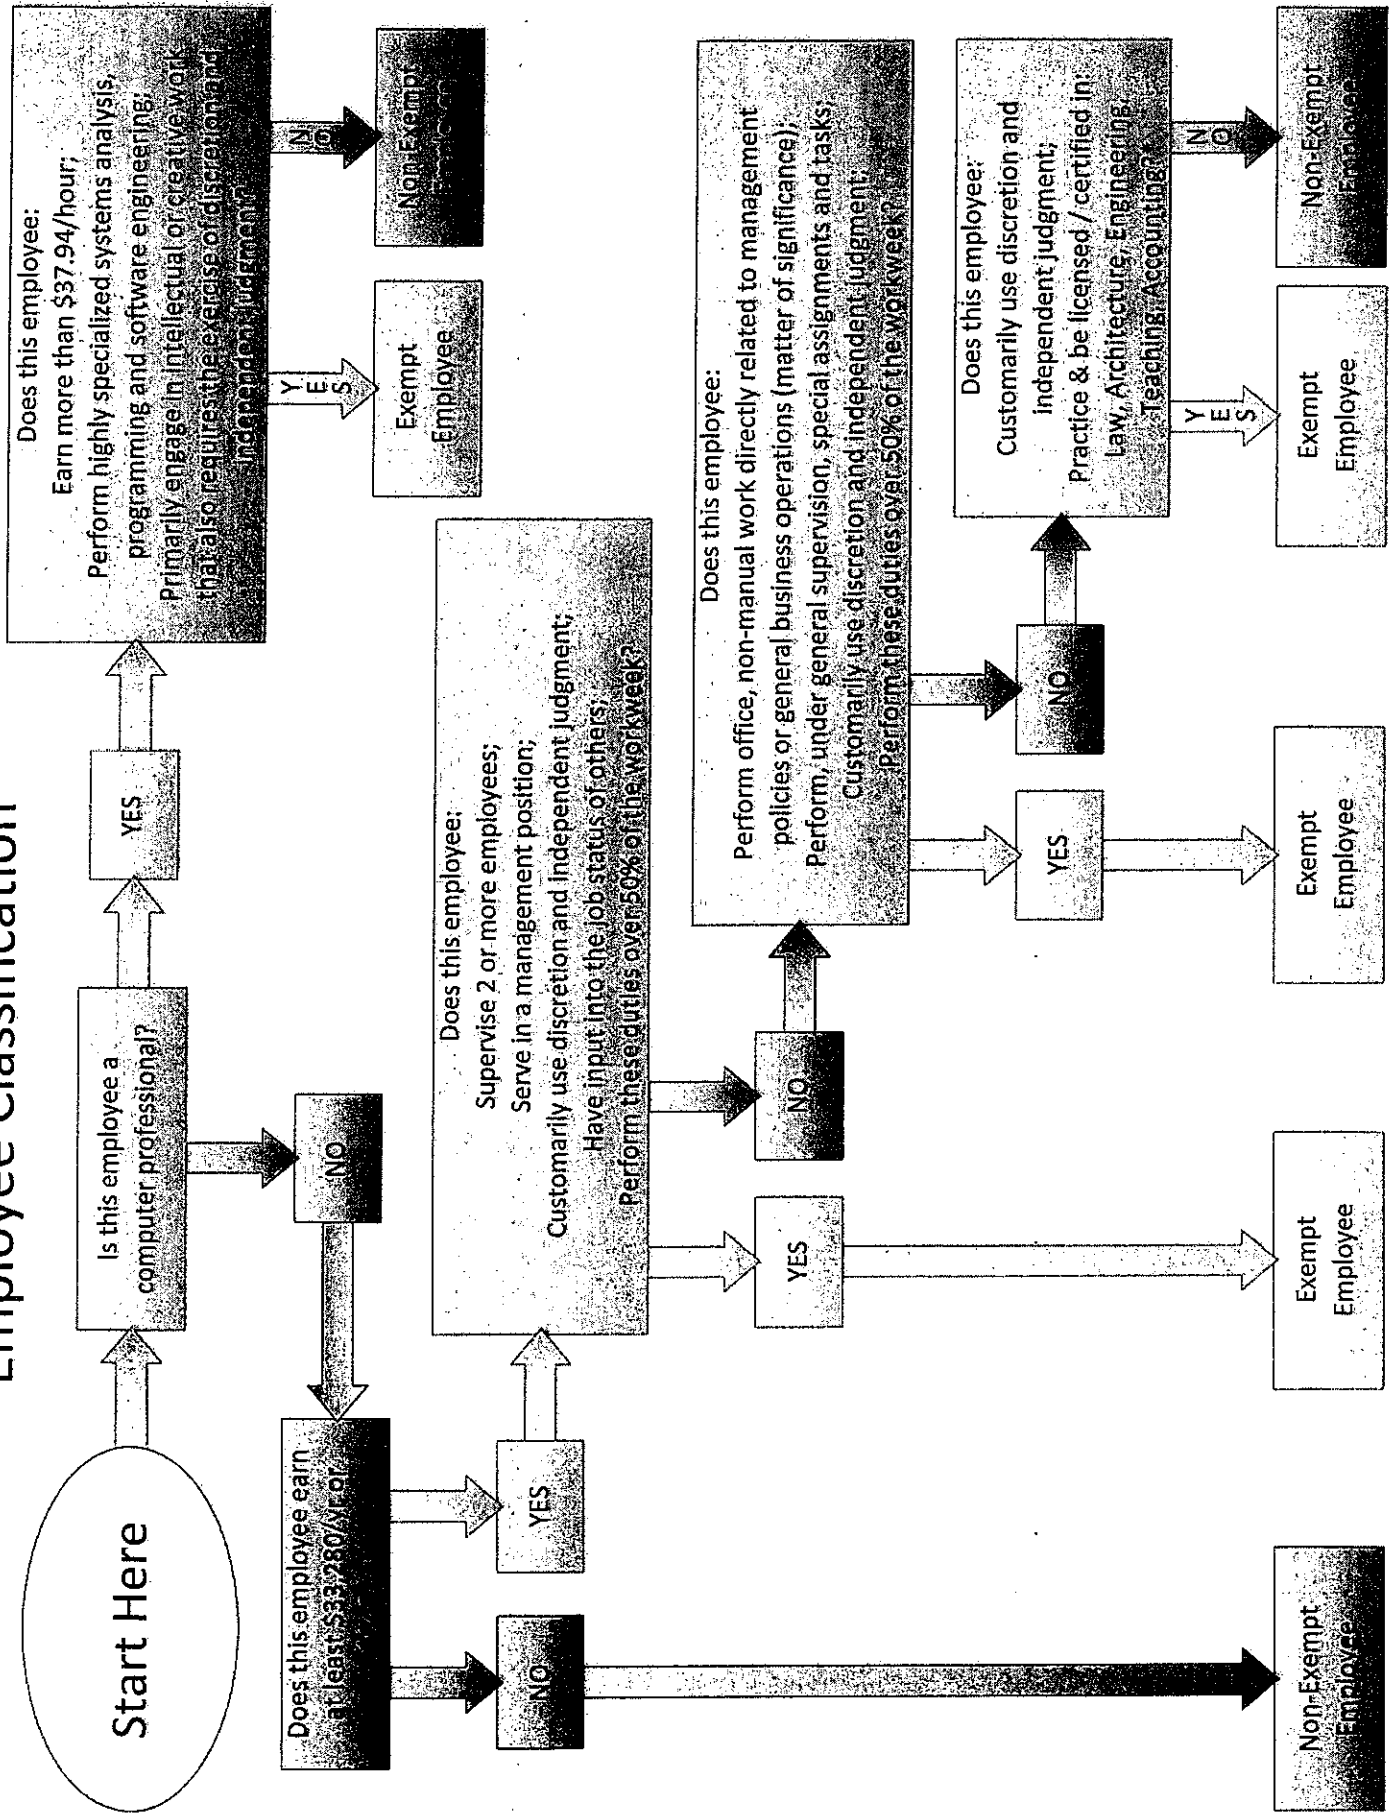 Employee Classification
Start Here
Is this employee a
computer professional?
YES
Does this employee:
Earn more than $37.94/hour;
Perform highly specialized systems analysis,
programming and software engineering;
Primarily engage in intellectual or creative work
that also requires the exercise of discretion and
independent judgment?
YES
Exempt
Employee
NO
Non-Exempt
NO
Does this employee earn
at least $33,280/yr or
YES
Does this employee:
Supervise 2 or more employees;
Serve in a management position;
Customarily use discretion and independent judgment;
Have input into the job status of others;
Perform these duties over 50% of the workweek?
NO
Non-Exempt
Employee
YES
Exempt
Employee
NO
Does this employee:
Perform office, non-manual work directly related to management
policies or general business operations (matter of significance);
Perform, under general supervision, special assignments and tasks;
Customarily use discretion and independent judgment;
Perform these duties over 50% of the workweek?
YES
Exempt
Employee
NO
Does this employee:
Customarily use discretion and
independent judgment;
Practice & be licensed / certified in:
Law, Architecture, Engineering,
Teaching, Accounting?
YES
Exempt
Employee
NO
Non-Exempt
Employee